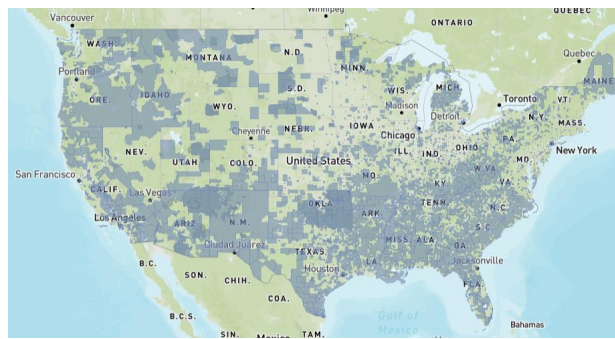 Winnipeg
QUEBEC
Vancouver
ONTARIO
WASH.
MONTANA
N.D.
Quebec
MINN.
Portland
MAINE
S.D.
WIS.
MICH.
ORE.
IDAHO
WYO.
Madison
Toronto
VT.
Detroit
N.Y.
MASS.
Cheyenne
NEBR.
IOWA
Chicago
PA.
NEV.
UTAH
COLO.
United States
ILL.
IND.
OHIO
MD.
New York
San Francisco
MO.
KY.
W.VA.
VA.
CALIF.
Las Vegas
OKLA.
ARK.
TENN.
N.C.
Los Angeles
ARIZ.
N.M.
MISS.
ALA.
S.C.
GA.
Ciudad Juárez
TEXAS
LA.
Jacksonville
B.C.
SON.
CHIH.
Houston
FLA.
COA.
B.C.S.
Gulf of
Mexico
Bahamas
SIN.
Mexico
TAM.